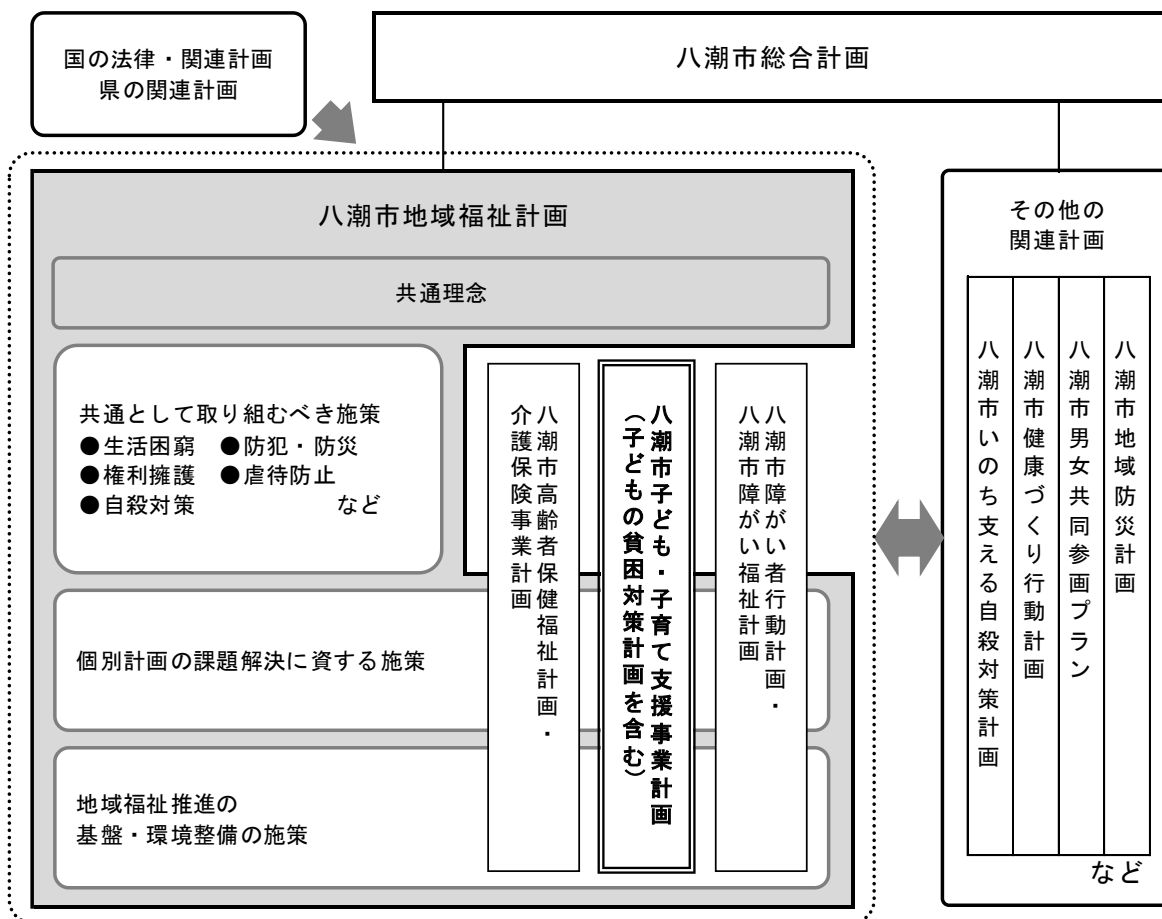 国の法律・関連計画
県の関連計画
八潮市総合計画
八潮市地域福祉計画
共通理念
共通として取り組むべき施策
●生活困窮 ●防犯・防災
●権利擁護 ●虐待防止
●自殺対策 など
個別計画の課題解決に資する施策
地域福祉推進の
基盤・環境整備の施策
八潮市高齢者保健福祉計画・
介護保険事業計画
八潮市子ども・子育て支援事業計画
（子どもの貧困対策計画を含む）
八潮市障がい者行動計画・
八潮市障がい福祉計画
その他の
関連計画
八潮市いのち支える自殺対策計画
八潮市健康づくり行動計画
八潮市男女共同参画プラン
八潮市地域防災計画
など